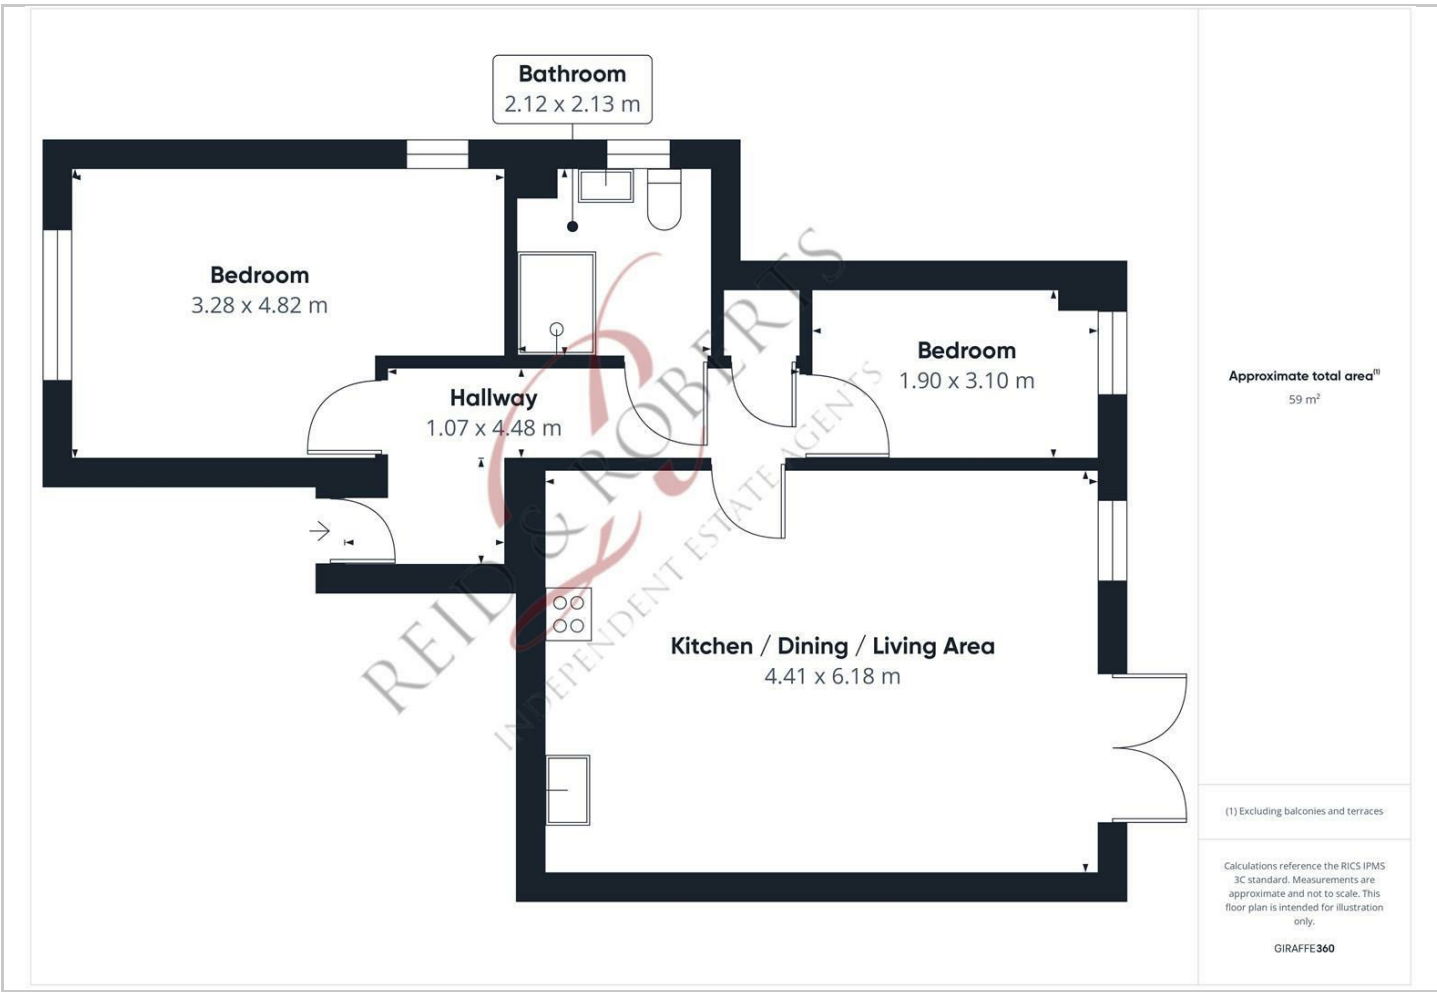 Bathroom
2.12 x 2.13 m
Bedroom
3.28 x 4.82 m
Hallway
1.07 x 4.48 m
Bedroom
1.90 x 3.10 m
Kitchen / Dining / Living Area
4.41 x 6.18 m
REID & ROBERTS
INDEPENDENT ESTATE AGENTS
Approximate total area⁽¹⁾
59 m²
(1) Excluding balconies and terraces
Calculations reference the RICS IPMS
3C standard. Measurements are
approximate and not to scale. This
floor plan is intended for illustration
only.
GIRAFFE360